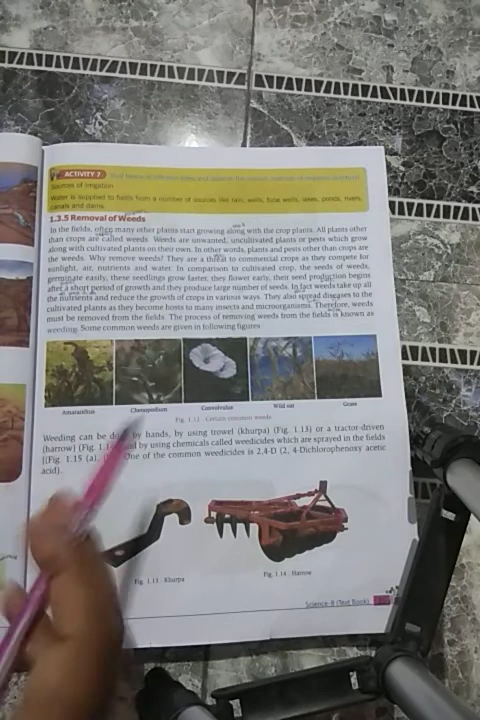 ACTIVITY 7
Sources of Irrigation
Water is supplied to fields from a number of sources like rain, wells, tube wells, lakes, ponds, rivers,
canals and dams.
1.3.5 Removal of Weeds
In the fields, often many other plants start growing along with the crop plants. All plants other
than crops are called weeds. Weeds are unwanted, uncultivated plants or pests which grow
along with cultivated plants on their own. In other words, plants and pests other than crops are
the weeds. Why remove weeds? They are a threat to commercial crops as they compete for
sunlight, air, nutrients and water. In comparison to cultivated crop, the seeds of weeds,
germinate easily, these seedlings grow faster, they flower early, their seed production begins
after a short period of growth and they produce large number of seeds. In fact weeds take up all
the nutrients and reduce the growth of crops in various ways. They also spread diseases to the
cultivated plants as they become hosts to many insects and microorganisms. Therefore, weeds
must be removed from the fields. The process of removing weeds from the fields is known as
weeding. Some common weeds are given in following figures
Amaranthus Chenopodium Convolvulus Wild oat Grass
Fig. 1.12 : Certain common weeds
Weeding can be by hands, by using trowel (khurpa) (Fig. 1.13) or a tractor-driven
(harrow) (Fig. and by using chemicals called weedicides which are sprayed in the fields
[(Fig. 1.15 (a), One of the common weedicides is 2,4-D (2, 4-Dichlorophenoxy acetic
acid).
Fig. 1.13 : Khurpa
Fig. 1.14 : Harrow
Science-8 (Text Book)